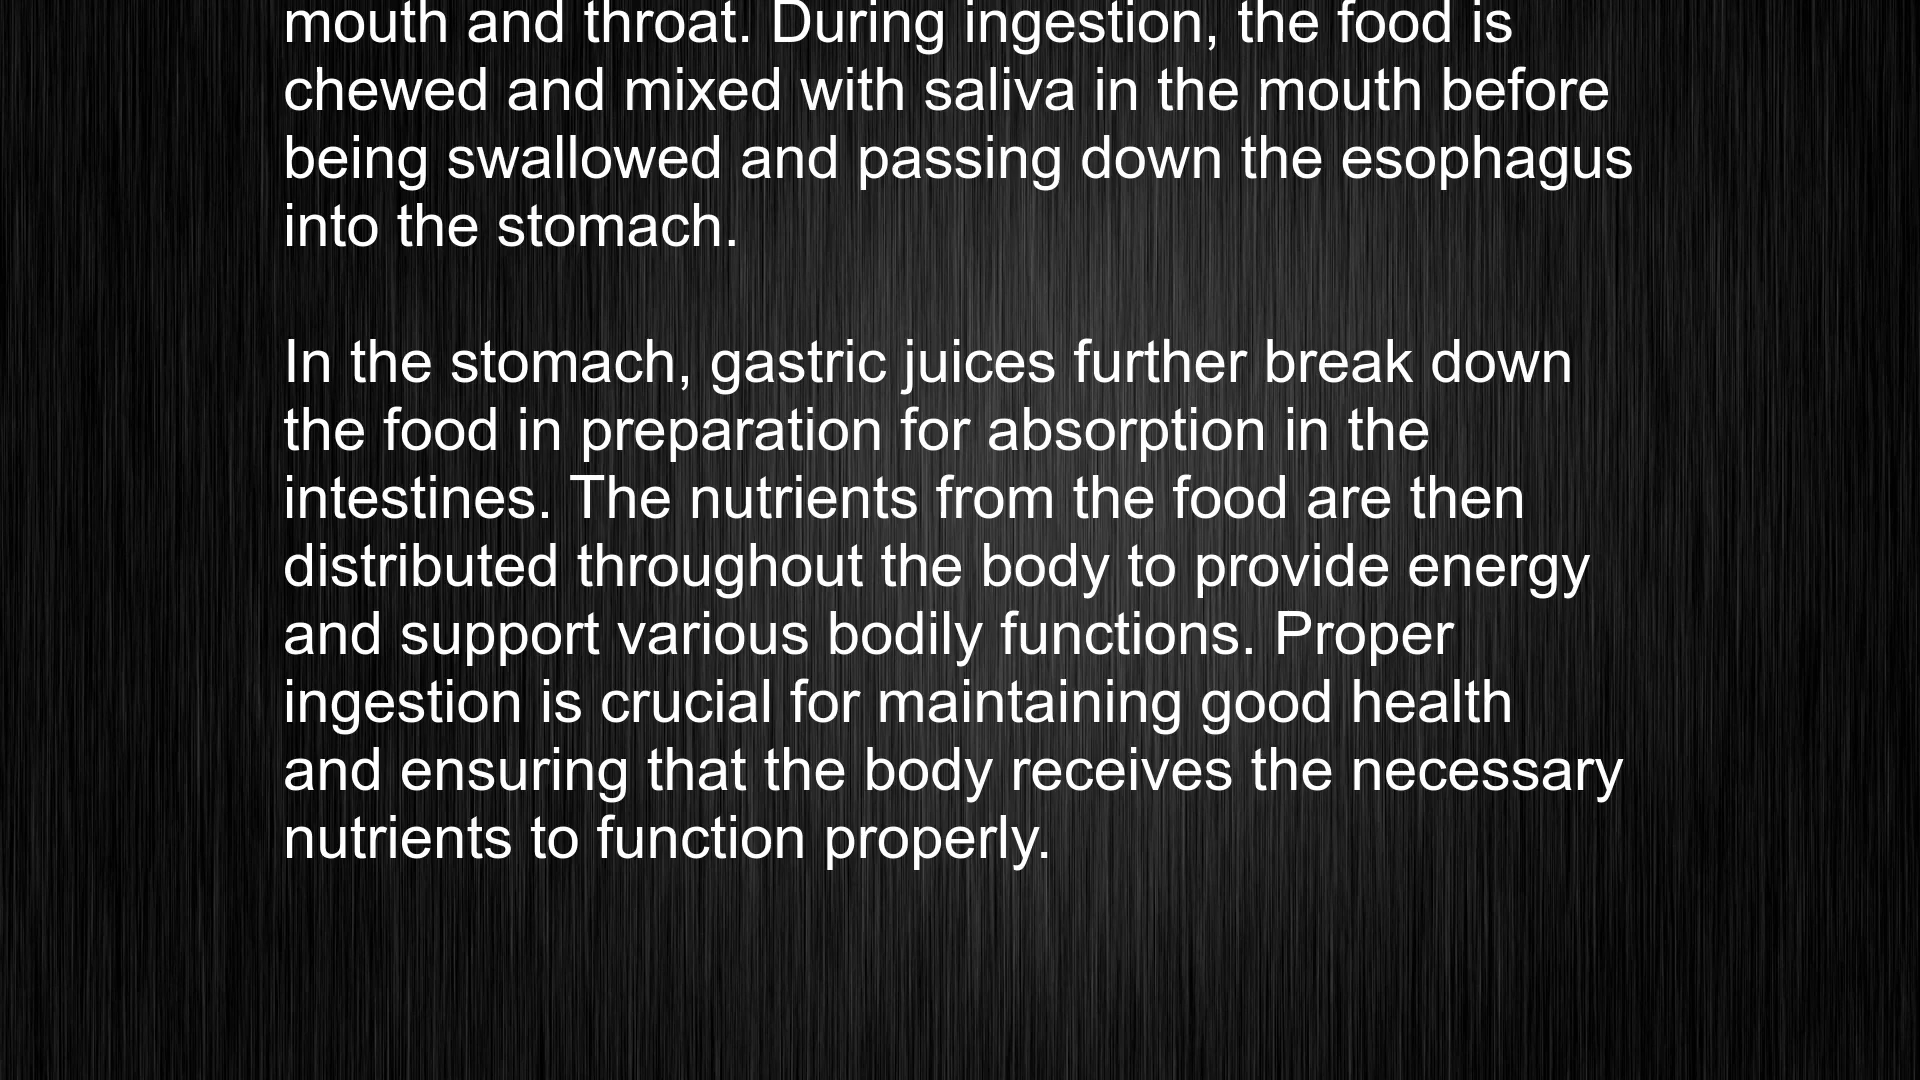 mouth and throat. During ingestion, the food is
chewed and mixed with saliva in the mouth before
being swallowed and passing down the esophagus
into the stomach.
In the stomach, gastric juices further break down
the food in preparation for absorption in the
intestines. The nutrients from the food are then
distributed throughout the body to provide energy
and support various bodily functions. Proper
ingestion is crucial for maintaining good health
and ensuring that the body receives the necessary
nutrients to function properly.